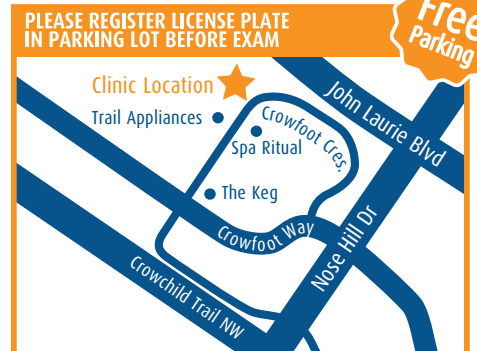 PLEASE REGISTER LICENSE PLATE
IN PARKING LOT BEFORE EXAM
Free
Parking
Clinic Location
Trail Appliances
Crowfoot Cres.
Spa Ritual
John Laurie Blvd
The Keg
Crowfoot Way
Nose Hill Dr
Crowchild Trail NW